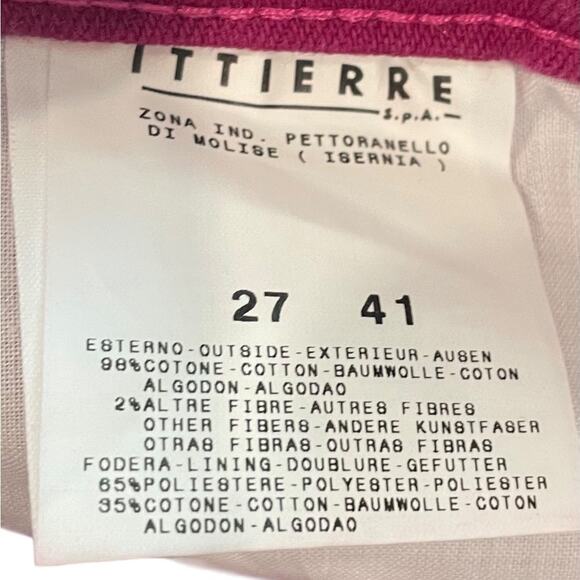 ITTIERRE
S.p.A.
ZONA IND. PETTORANELLO
DI MOLISE ( ISERNIA )
27 41
ESTERNO-OUTSIDE-EXTERIEUR-AUSEN
98%COTONE-COTTON-BAUMWOLLE-COTON
ALGODON-ALGODAO
2%ALTRE FIBRE-AUTRES FIBRES
OTHER FIBERS-ANDERE KUNSTFASER
OTRAS FIBRAS-OUTRAS FIBRAS
FODERA-LINING-DOUBLURE-GEFUTTER
65%POLIESTERE-POLYESTER-POLIESTER
35%COTONE-COTTON-BAUMWOLLE-COTON
ALGODON-ALGODAO